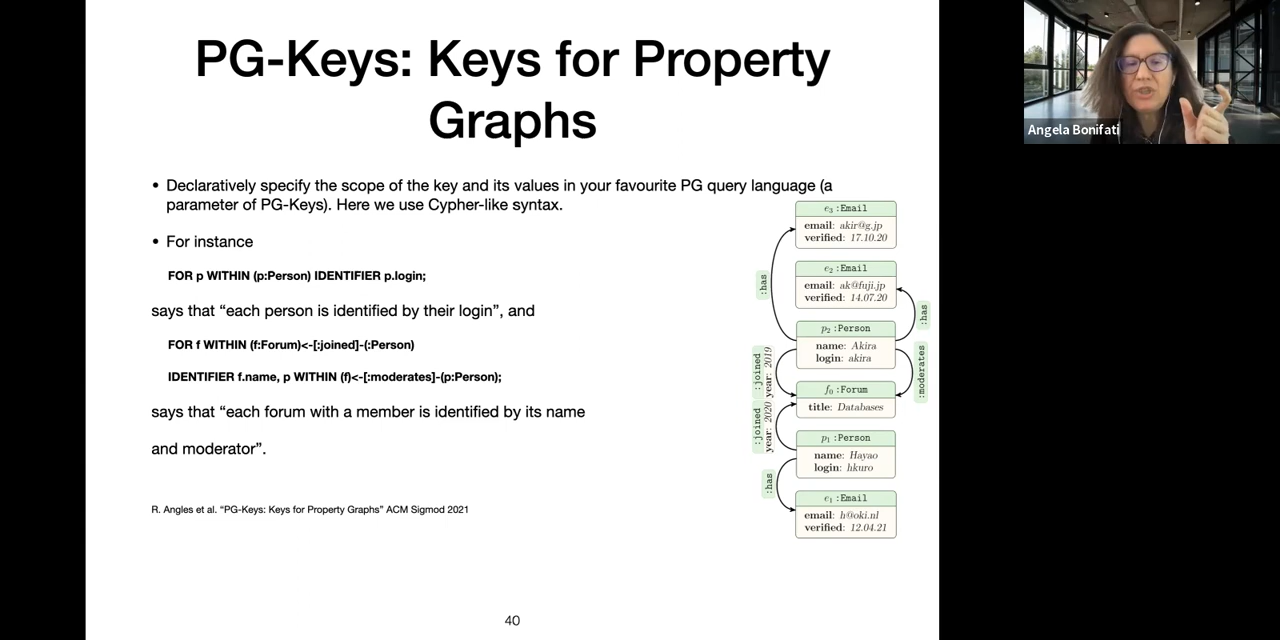 PG-Keys: Keys for Property
Graphs
Angela Bonifati
• Declaratively specify the scope of the key and its values in your favourite PG query language (a
parameter of PG-Keys). Here we use Cypher-like syntax.
• For instance
FOR p WITHIN (p:Person) IDENTIFIER p.login;
says that “each person is identified by their login”, and
FOR f WITHIN (f:Forum)<-[:joined]-(:Person)
IDENTIFIER f.name, p WITHIN (f)<-[:moderates]-(p:Person);
says that “each forum with a member is identified by its name
and moderator”.
R. Angles et al. “PG-Keys: Keys for Property Graphs” ACM Sigmod 2021
e3 :Email
email: akir@g.jp
verified: 17.10.20
:has
e2 :Email
email: ak@fuji.jp
verified: 14.07.20
:has
p2 :Person
name: Akira
login: akira
:joined
year: 2019
:moderates
f0 :Forum
title: Databases
:joined
year: 2020
p1 :Person
name: Hayao
login: hkuro
:has
e1 :Email
email: h@oki.nl
verified: 12.04.21
40